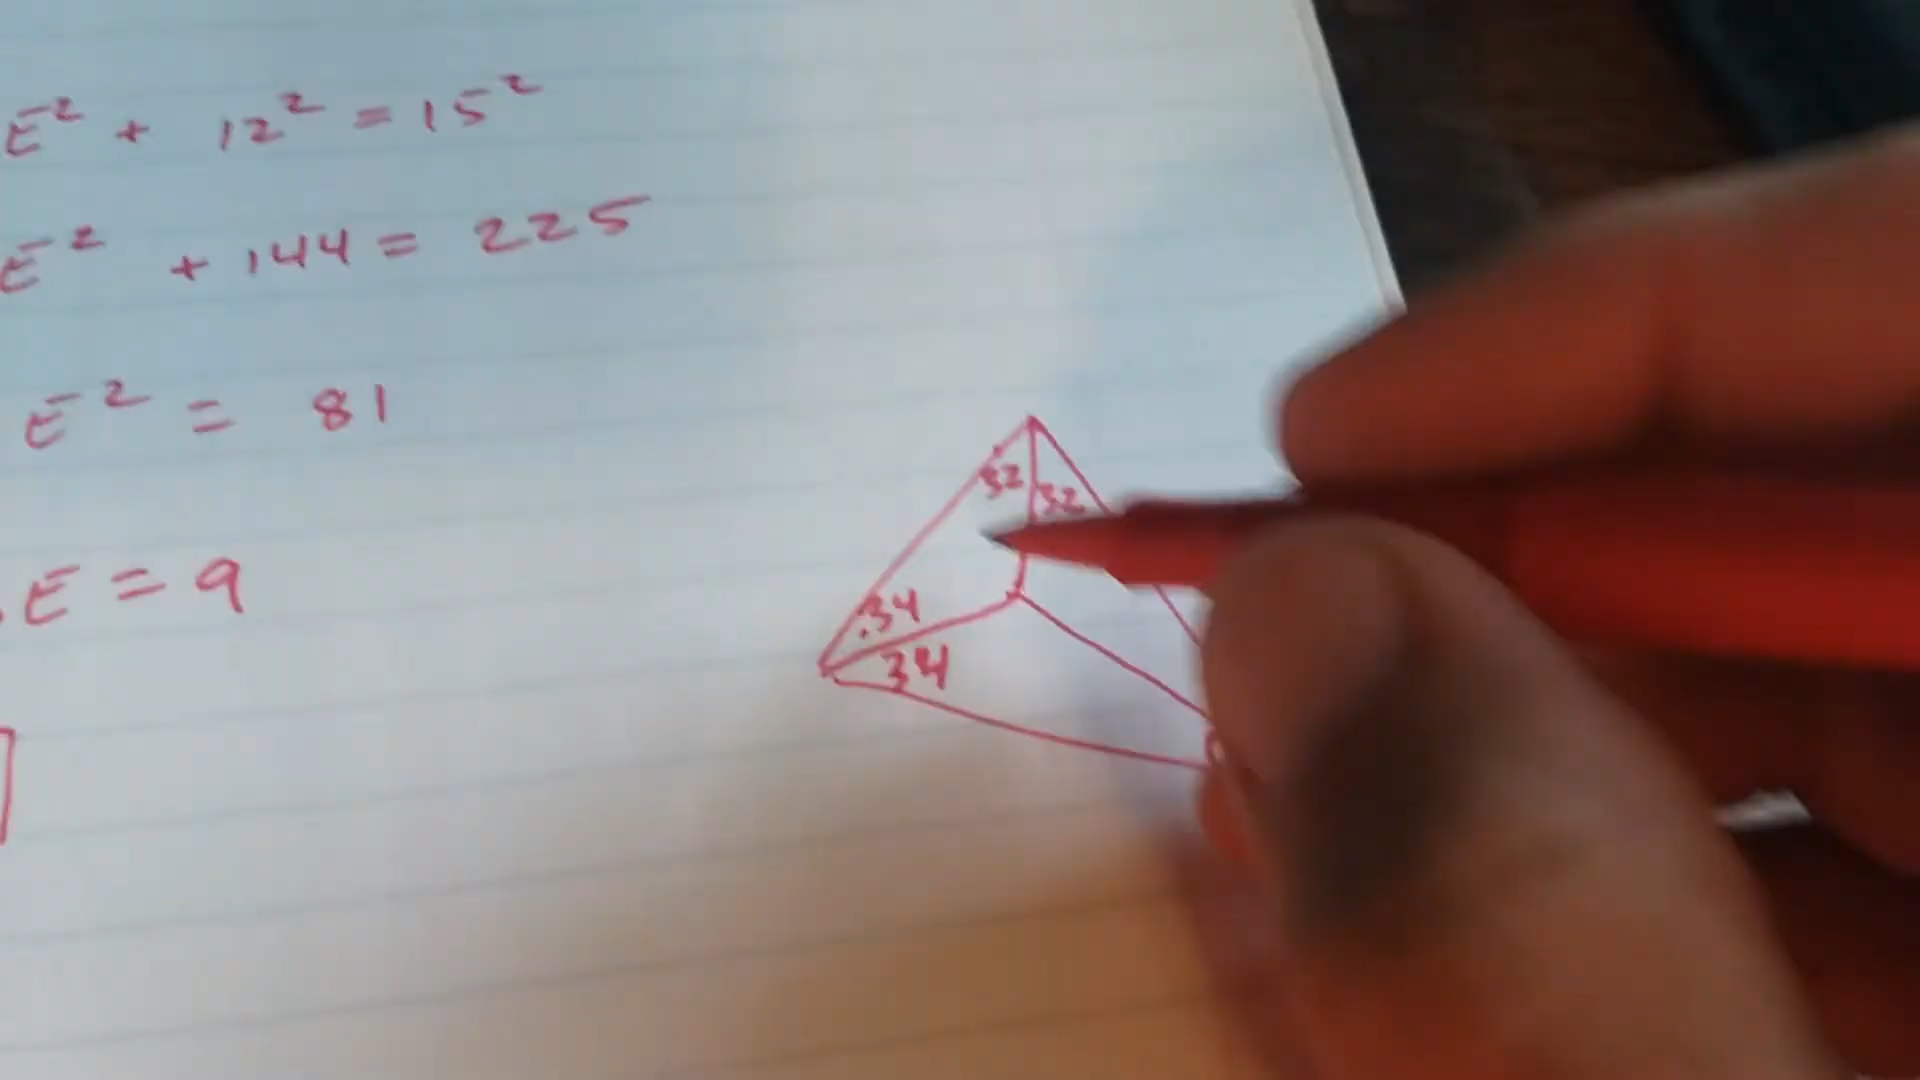 E² + 12² = 15²
E² + 144 = 225
E² = 81
E = 9
32 32
34
34